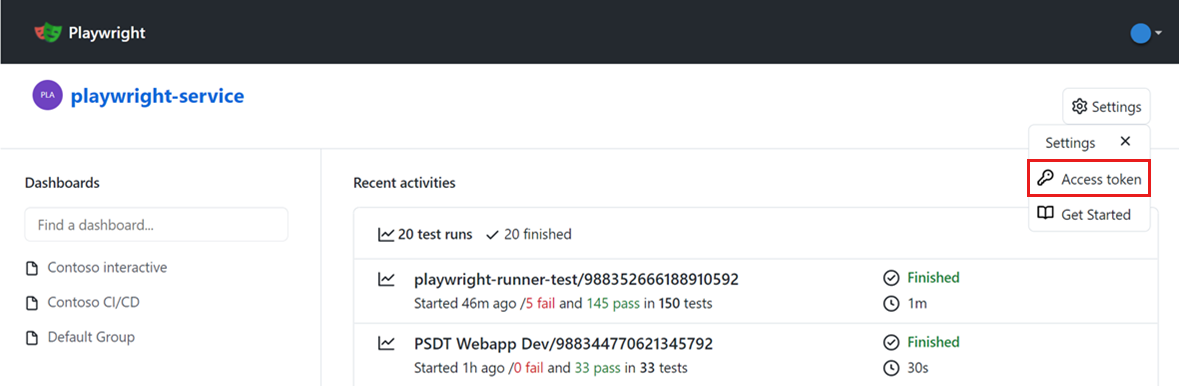 Playwright
PLA playwright-service
Settings
Settings ×
Access token
Get Started
Dashboards
Find a dashboard...
Contoso interactive
Contoso CI/CD
Default Group
Recent activities
20 test runs 20 finished
playwright-runner-test/988352666188910592 Finished
Started 46m ago /5 fail and 145 pass in 150 tests 1m
PSDT Webapp Dev/988344770621345792 Finished
Started 1h ago /0 fail and 33 pass in 33 tests 30s